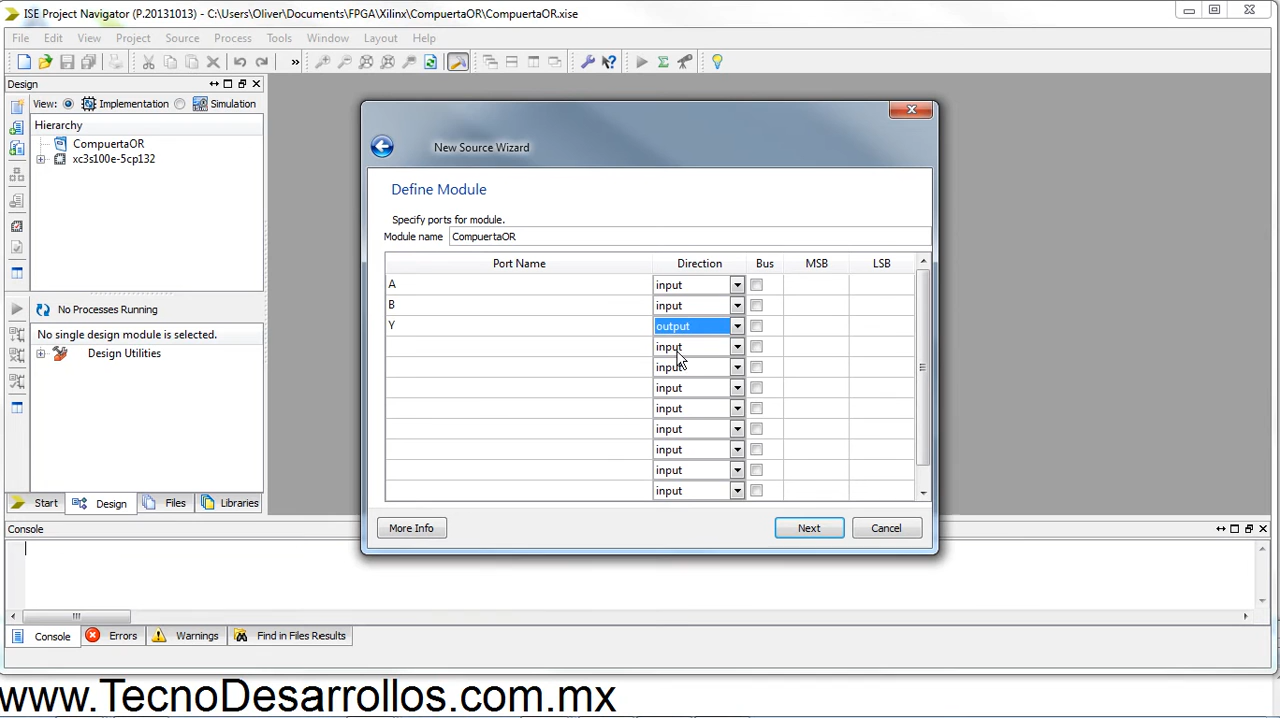 ISE Project Navigator (P.20131013) - C:\Users\Oliver\Documents\FPGA\Xilinx\CompuertaOR\CompuertaOR.xise
File Edit View Project Source Process Tools Window Layout Help
»
Design
View: Implementation Simulation
Hierarchy
CompuertaOR
xc3s100e-5cp132
No Processes Running
No single design module is selected.
Design Utilities
Start Design Files Libraries
New Source Wizard
Define Module
Specify ports for module.
Module name CompuertaOR
Port Name Direction Bus MSB LSB
A input
B input
Y output
input
input
input
input
input
input
input
input
More Info Next Cancel
Console
Console Errors Warnings Find in Files Results
www.TecnoDesarrollos.com.mx